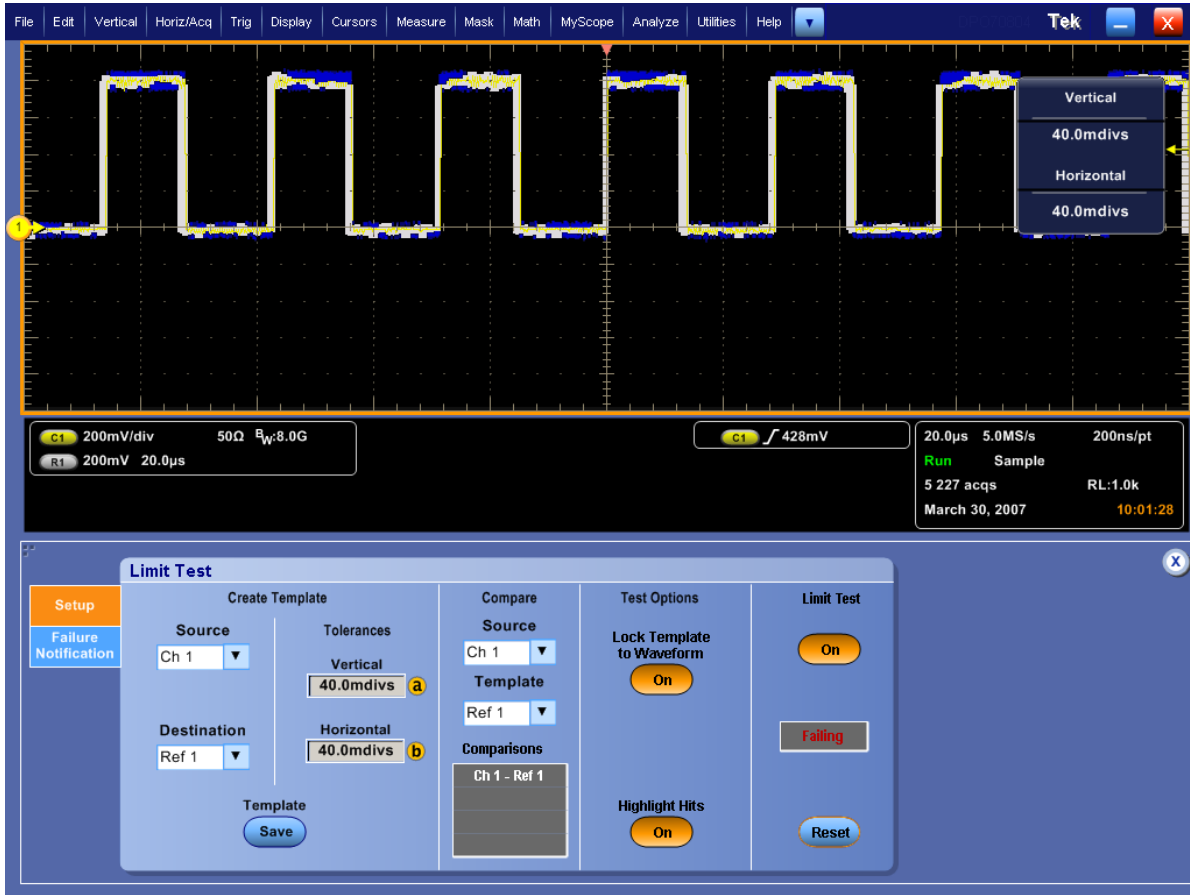 File Edit Vertical Horiz/Acq Trig Display Cursors Measure Mask Math MyScope Analyze Utilities Help Tek X
Vertical
40.0mdivs
Horizontal
40.0mdivs
1
C1 200mV/div 50Ω BW:8.0G
R1 200mV 20.0µs
C1 428mV
20.0µs 5.0MS/s 200ns/pt
Run Sample
5 227 acqs RL:1.0k
March 30, 2007 10:01:28
X
Limit Test
Setup
Failure
Notification
Create Template
Source
Ch 1
Destination
Ref 1
Tolerances
Vertical
40.0mdivs a
Horizontal
40.0mdivs b
Template
Save
Compare
Source
Ch 1
Template
Ref 1
Comparisons
Ch 1 - Ref 1
Test Options
Lock Template
to Waveform
On
Highlight Hits
On
Limit Test
On
Failing
Reset